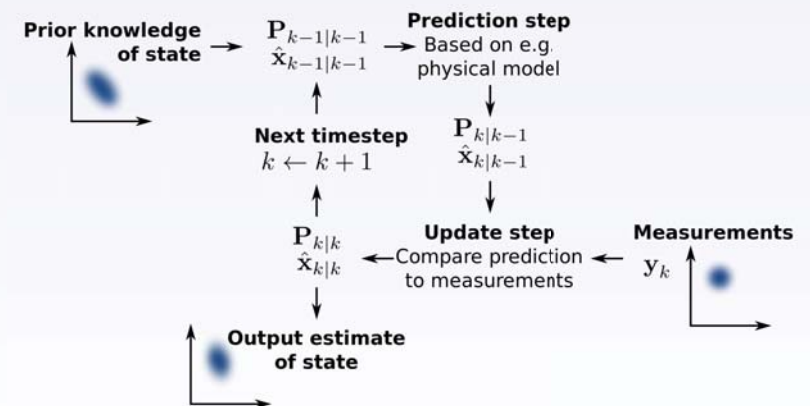 Prior knowledge
of state
P_{k−1|k−1}
x̂_{k−1|k−1}
Prediction step
Based on e.g.
physical model
P_{k|k−1}
x̂_{k|k−1}
Next timestep
k ← k + 1
P_{k|k}
x̂_{k|k}
Update step
Compare prediction
to measurements
Measurements
y_k
Output estimate
of state